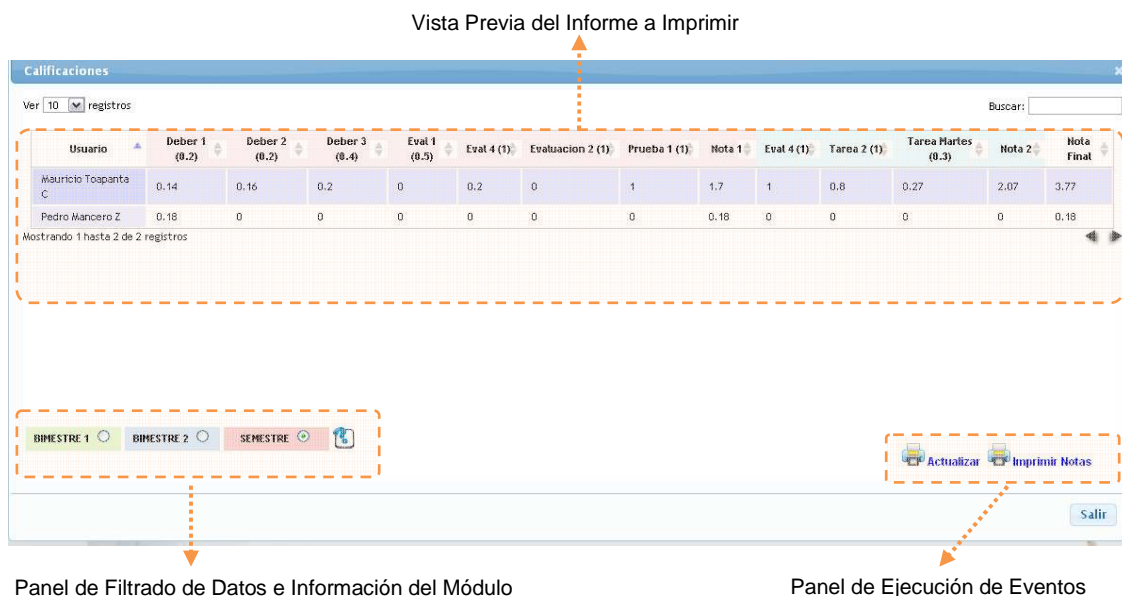 Vista Previa del Informe a Imprimir
Calificaciones x
Ver 10 registros Buscar:
Usuario Deber 1 (0.2) Deber 2 (0.2) Deber 3 (0.4) Eval 1 (0.5) Eval 4 (1) Evaluacion 2 (1) Prueba 1 (1) Nota 1 Eval 4 (1) Tarea 2 (1) Tarea Martes (0.3) Nota 2 Nota Final
Mauricio Toapanta C 0.14 0.16 0.2 0 0.2 0 1 1.7 1 0.8 0.27 2.07 3.77
Pedro Mancero Z 0.18 0 0 0 0 0 0 0.18 0 0 0 0 0.18
Mostrando 1 hasta 2 de 2 registros
BIMESTRE 1 BIMESTRE 2 SEMESTRE
Actualizar Imprimir Notas
Salir
Panel de Filtrado de Datos e Información del Módulo Panel de Ejecución de Eventos